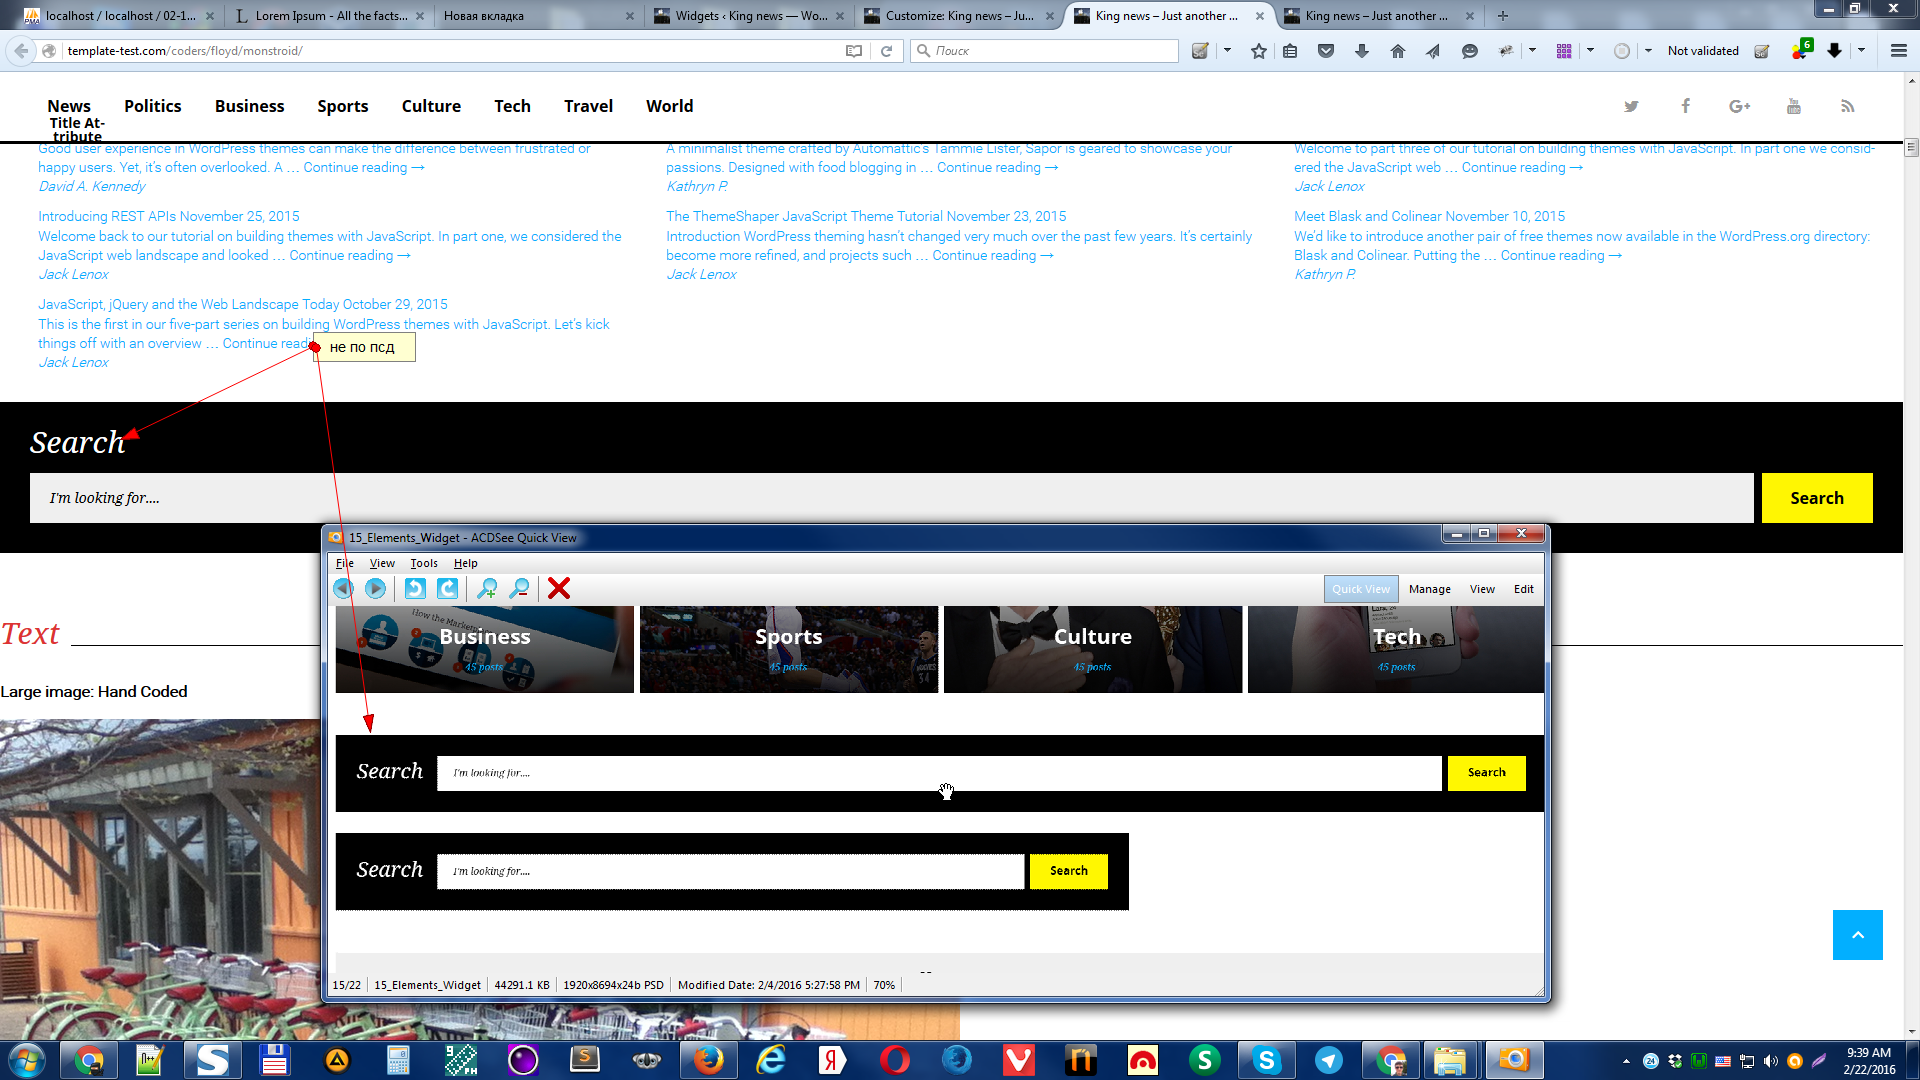 localhost / localhost / 02-1...
Lorem Ipsum - All the facts...
Новая вкладка
Widgets ‹ King news — Wo...
Customize: King news – Ju...
King news – Just another ...
King news – Just another ...
template-test.com/coders/floyd/monstroid/
Поиск
Not validated
6
News Politics Business Sports Culture Tech Travel World
Title At-
tribute
Good user experience in WordPress themes can make the difference between frustrated or
happy users. Yet, it's often overlooked. A … Continue reading →
David A. Kennedy
A minimalist theme crafted by Automattic's Tammie Lister, Sapor is geared to showcase your
passions. Designed with food blogging in … Continue reading →
Kathryn P.
Welcome to part three of our tutorial on building themes with JavaScript. In part one we consid-
ered the JavaScript web … Continue reading →
Jack Lenox
Introducing REST APIs November 25, 2015
Welcome back to our tutorial on building themes with JavaScript. In part one, we considered the
JavaScript web landscape and looked … Continue reading →
Jack Lenox
The ThemeShaper JavaScript Theme Tutorial November 23, 2015
Introduction WordPress theming hasn't changed very much over the past few years. It's certainly
become more refined, and projects such … Continue reading →
Jack Lenox
Meet Blask and Colinear November 10, 2015
We'd like to introduce another pair of free themes now available in the WordPress.org directory:
Blask and Colinear. Putting the … Continue reading →
Kathryn P.
JavaScript, jQuery and the Web Landscape Today October 29, 2015
This is the first in our five-part series on building WordPress themes with JavaScript. Let's kick
things off with an overview … Continue readi
не по псд
Jack Lenox
Search
I'm looking for....
Search
Text
Large image: Hand Coded
15_Elements_Widget - ACDSee Quick View
File View Tools Help
Quick View Manage View Edit
How the Market
Business
45 posts
Sports
45 posts
34
Culture
45 posts
Tech
45 posts
Search
I'm looking for....
Search
Search
I'm looking for....
Search
15/22
15_Elements_Widget
44291.1 KB
1920x8694x24b PSD
Modified Date: 2/4/2016 5:27:58 PM
70%
9:39 AM
2/22/2016